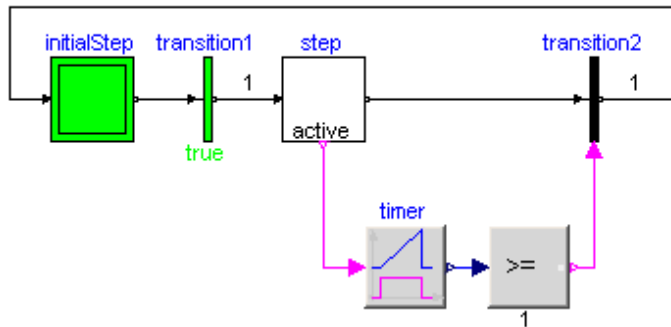 initialStep transition1 step transition2
1 1
active
true
timer
>=
1